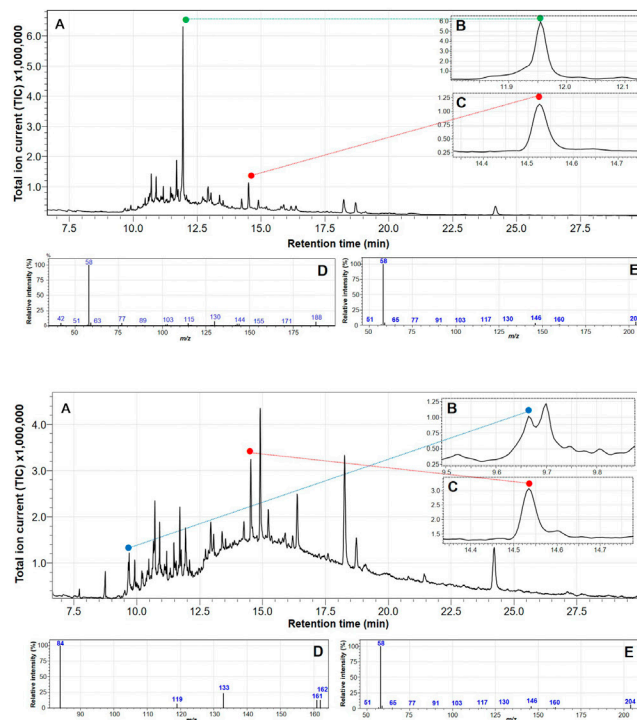 A
Total ion current (TIC) x1,000,000
6.0
5.0
4.0
3.0
2.0
1.0
7.5 10.0 12.5 15.0 17.5 20.0 22.5 25.0 27.5
Retention time (min)
B
6.0
5.0
4.0
3.0
2.0
1.0
11.9 12.0 12.1
C
1.25
1.00
0.75
0.50
0.25
14.4 14.5 14.6 14.7
D
%
Relative intensity (%)
100
75
50
25
0
58
42 51 63 77 89 103 115 130 144 155 171 188
50 75 100 125 150 175
m/z
E
Relative intensity (%)
100
75
50
25
0
58
51 65 77 91 103 117 130 146 160 20
50 75 100 125 150 175 200
m/z
A
Total ion current (TIC) x1,000,000
4.0
3.0
2.0
1.0
7.5 10.0 12.5 15.0 17.5 20.0 22.5 25.0 27.5
Retention time (min)
B
1.25
1.00
0.75
0.50
0.25
9.5 9.6 9.7 9.8
C
3.0
2.0
1.0
14.4 14.5 14.6 14.7
D
Relative intensity (%)
100
75
50
25
0
84
119 133 161 162
90 100 110 120 130 140 150 160
m/z
E
Relative intensity (%)
100
75
50
25
0
58
51 65 77 91 103 117 130 146 160 204
50 75 100 125 150 175 200
m/z